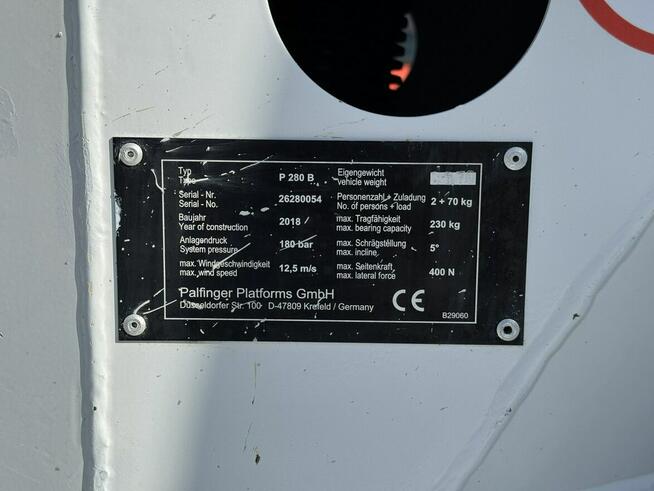 Typ
Type
P 280 B
Eigengewicht
vehicle weight
Serial - Nr.
Serial - No.
26280054
Personenzahl + Zuladung
No. of persons + load
2 + 70 kg
Baujahr
Year of construction
2018
max. Tragfähigkeit
max. bearing capacity
230 kg
Anlagendruck
System pressure
180 bar
max. Schrägstellung
max. incline
5°
max. Windgeschwindigkeit
max. wind speed
12,5 m/s
max. Seitenkraft
max. lateral force
400 N
Palfinger Platforms GmbH
Düsseldorfer Str. 100 D-47809 Krefeld / Germany
CE
B29060